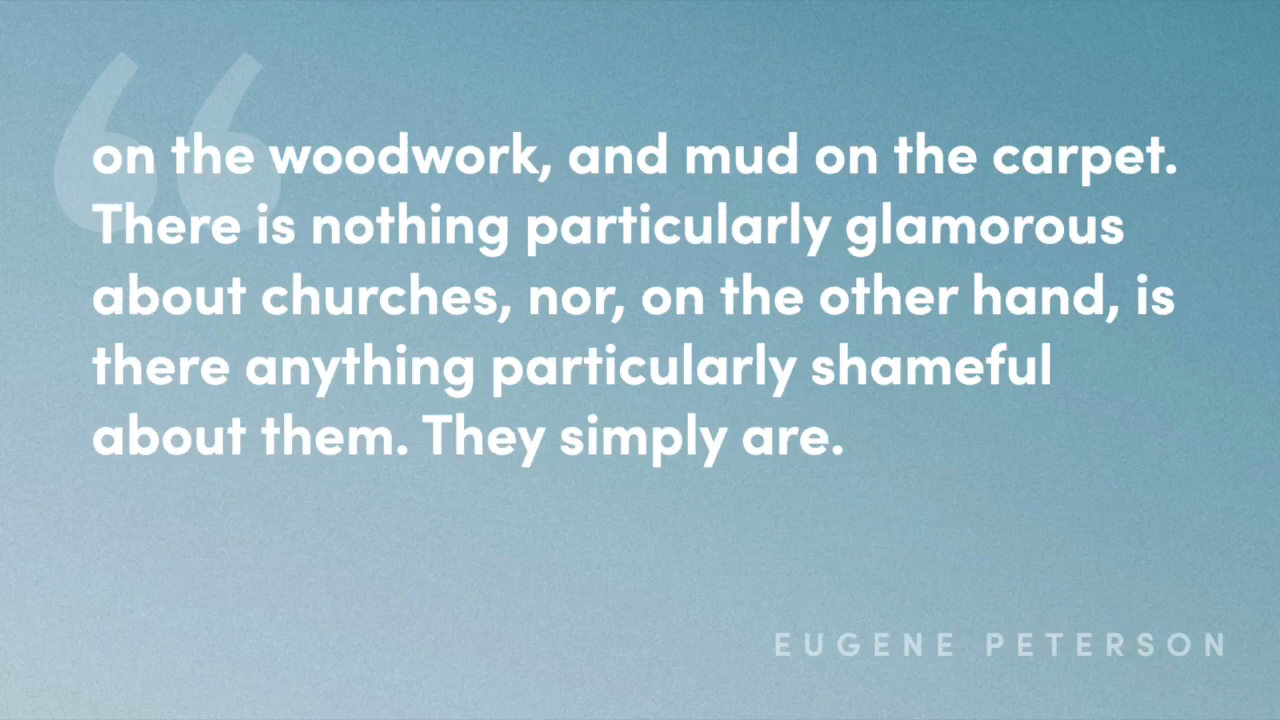 “
on the woodwork, and mud on the carpet.
There is nothing particularly glamorous
about churches, nor, on the other hand, is
there anything particularly shameful
about them. They simply are.
EUGENE PETERSON